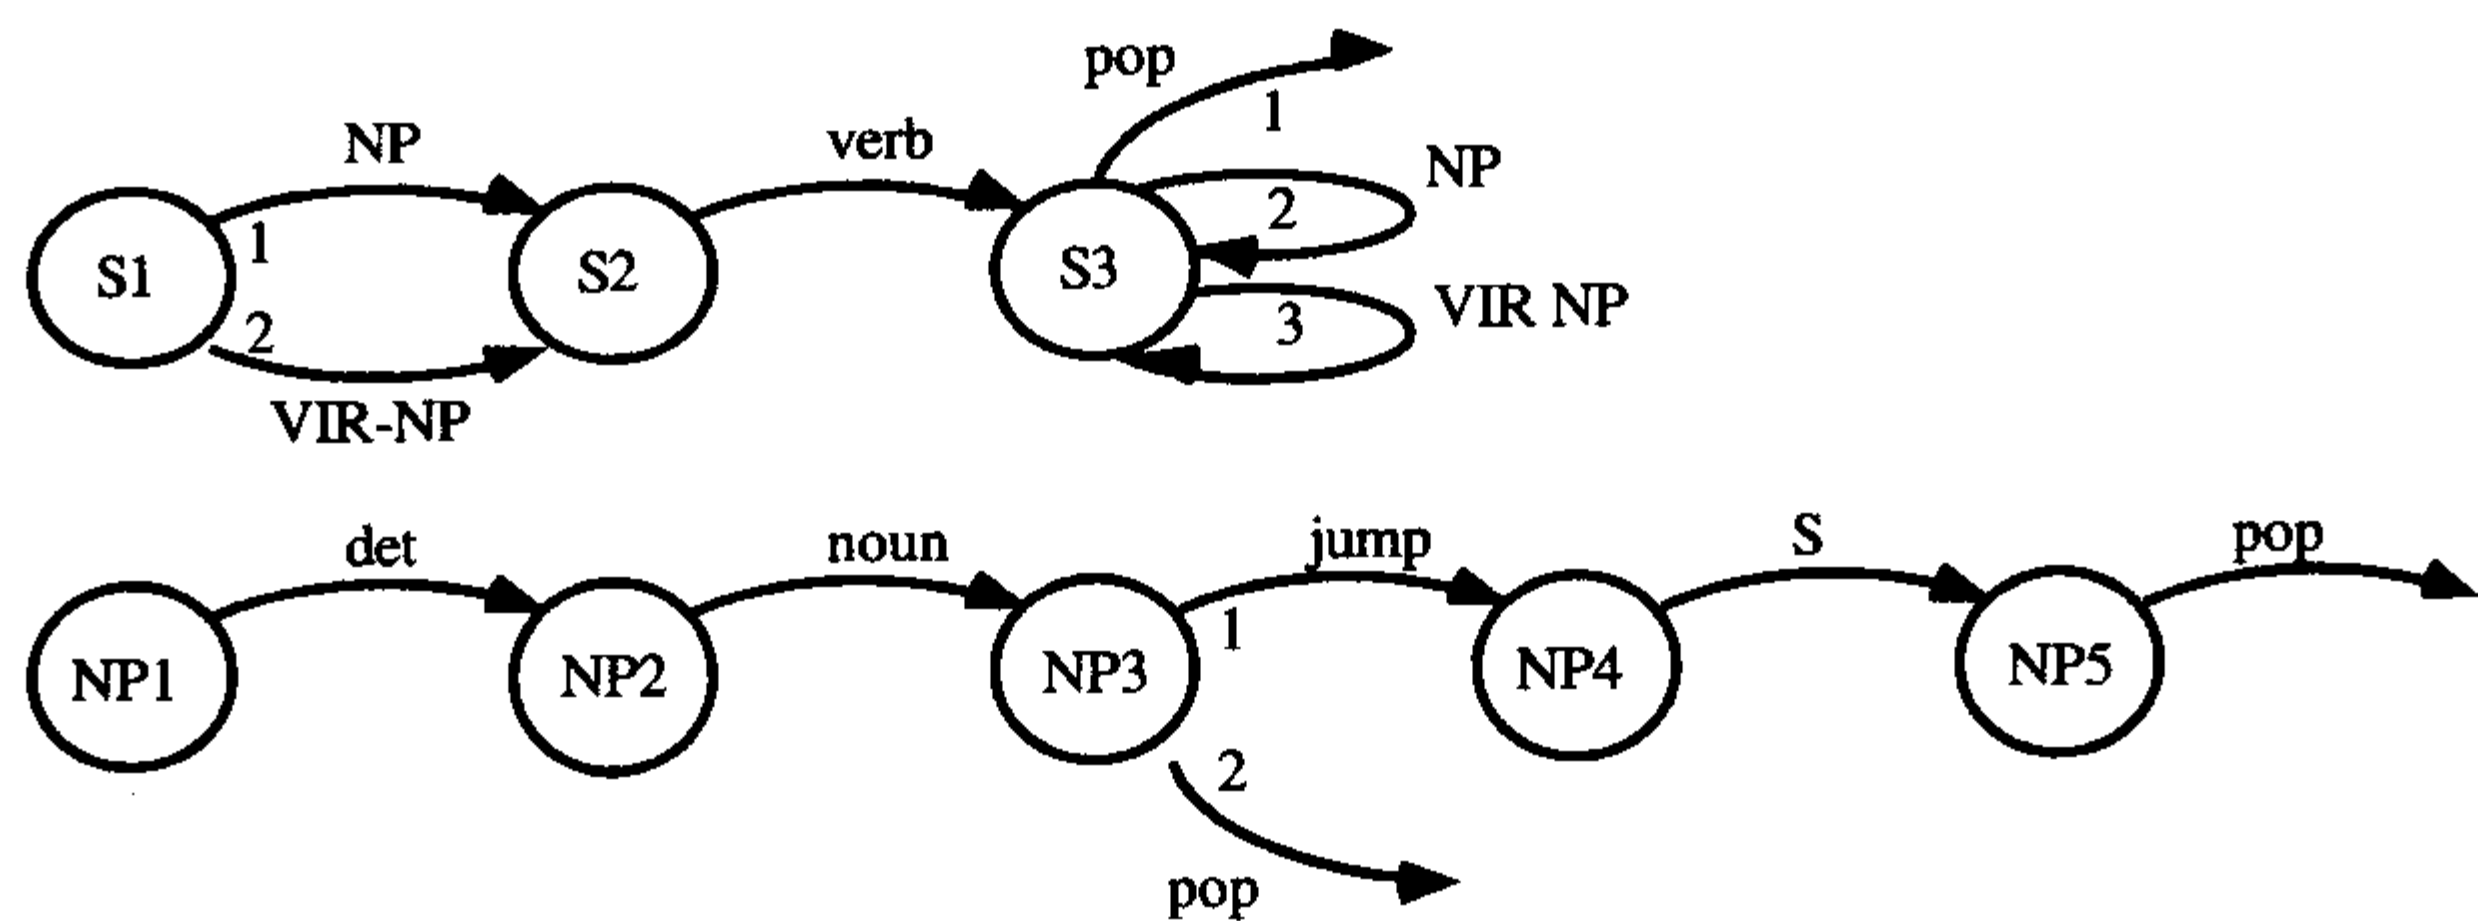 pop
1
NP
verb
NP
S1
1
2
VIR-NP
S2
S3
2
3
VIR NP
det
noun
jump
S
pop
NP1
NP2
NP3
1
2
NP4
NP5
pop